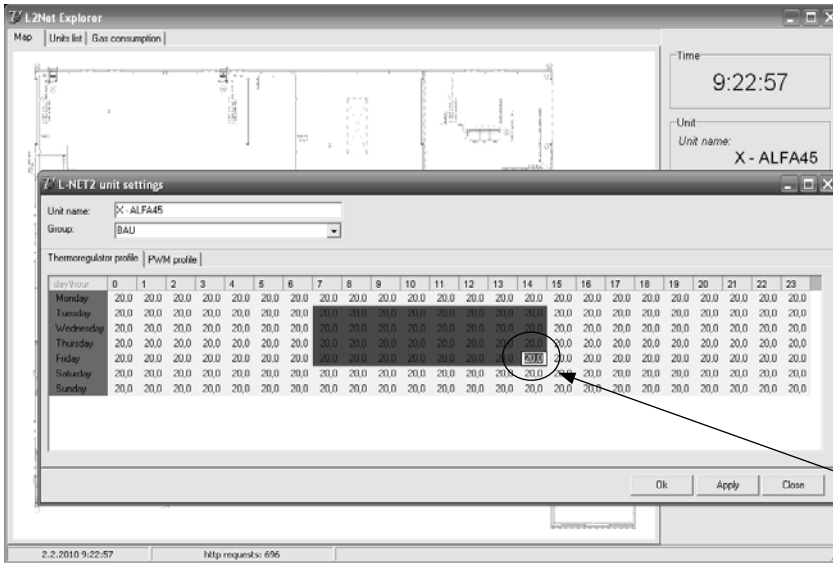 L2Net Explorer
Map Units list Gas consumption
Time
9:22:57
Unit
Unit name:
X - ALFA45
L-NET2 unit settings
Unit name: X - ALFA45
Group: BAU
Thermoregulator profile PWM profile
day\hour 0 1 2 3 4 5 6 7 8 9 10 11 12 13 14 15 16 17 18 19 20 21 22 23
Monday 20,0 20,0 20,0 20,0 20,0 20,0 20,0 20,0 20,0 20,0 20,0 20,0 20,0 20,0 20,0 20,0 20,0 20,0 20,0 20,0 20,0 20,0 20,0 20,0
Tuesday 20,0 20,0 20,0 20,0 20,0 20,0 20,0 20,0 20,0 20,0 20,0 20,0 20,0 20,0 20,0 20,0 20,0 20,0 20,0 20,0 20,0 20,0 20,0 20,0
Wednesday 20,0 20,0 20,0 20,0 20,0 20,0 20,0 20,0 20,0 20,0 20,0 20,0 20,0 20,0 20,0 20,0 20,0 20,0 20,0 20,0 20,0 20,0 20,0 20,0
Thursday 20,0 20,0 20,0 20,0 20,0 20,0 20,0 20,0 20,0 20,0 20,0 20,0 20,0 20,0 20,0 20,0 20,0 20,0 20,0 20,0 20,0 20,0 20,0 20,0
Friday 20,0 20,0 20,0 20,0 20,0 20,0 20,0 20,0 20,0 20,0 20,0 20,0 20,0 20,0 20,0 20,0 20,0 20,0 20,0 20,0 20,0 20,0 20,0 20,0
Saturday 20,0 20,0 20,0 20,0 20,0 20,0 20,0 20,0 20,0 20,0 20,0 20,0 20,0 20,0 20,0 20,0 20,0 20,0 20,0 20,0 20,0 20,0 20,0 20,0
Sunday 20,0 20,0 20,0 20,0 20,0 20,0 20,0 20,0 20,0 20,0 20,0 20,0 20,0 20,0 20,0 20,0 20,0 20,0 20,0 20,0 20,0 20,0 20,0 20,0
Ok Apply Close
2.2.2010 9:22:57 http requests: 696